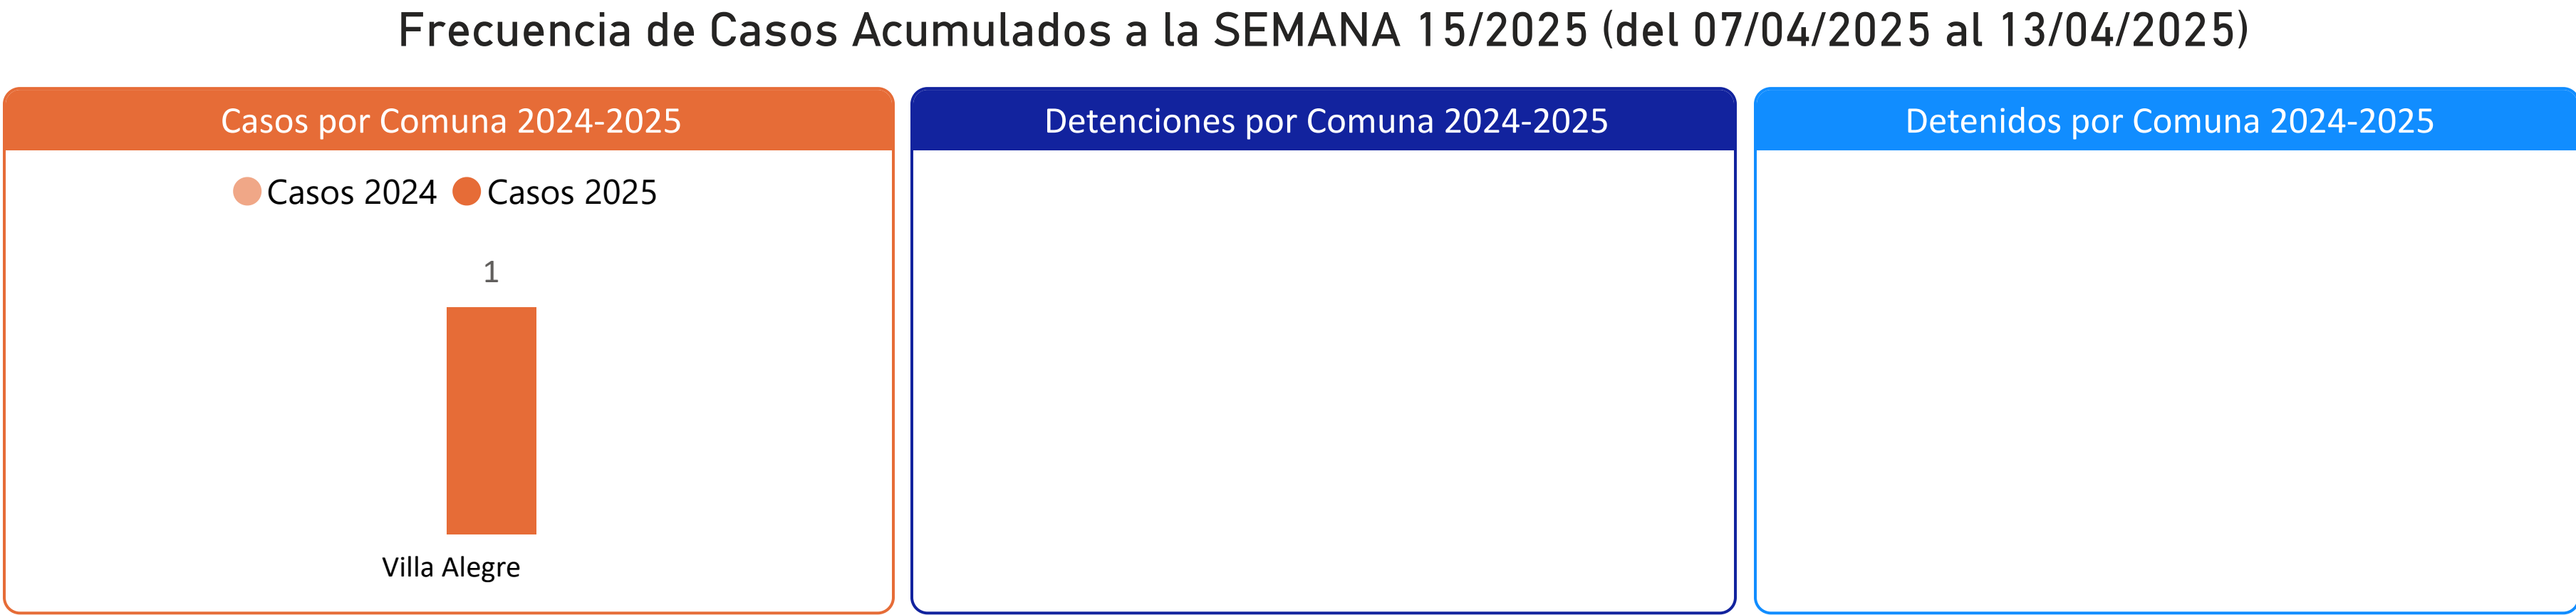 Frecuencia de Casos Acumulados a la SEMANA 15/2025 (del 07/04/2025 al 13/04/2025)
Casos por Comuna 2024-2025
Casos 2024 Casos 2025
1
Villa Alegre
Detenciones por Comuna 2024-2025
Detenidos por Comuna 2024-2025